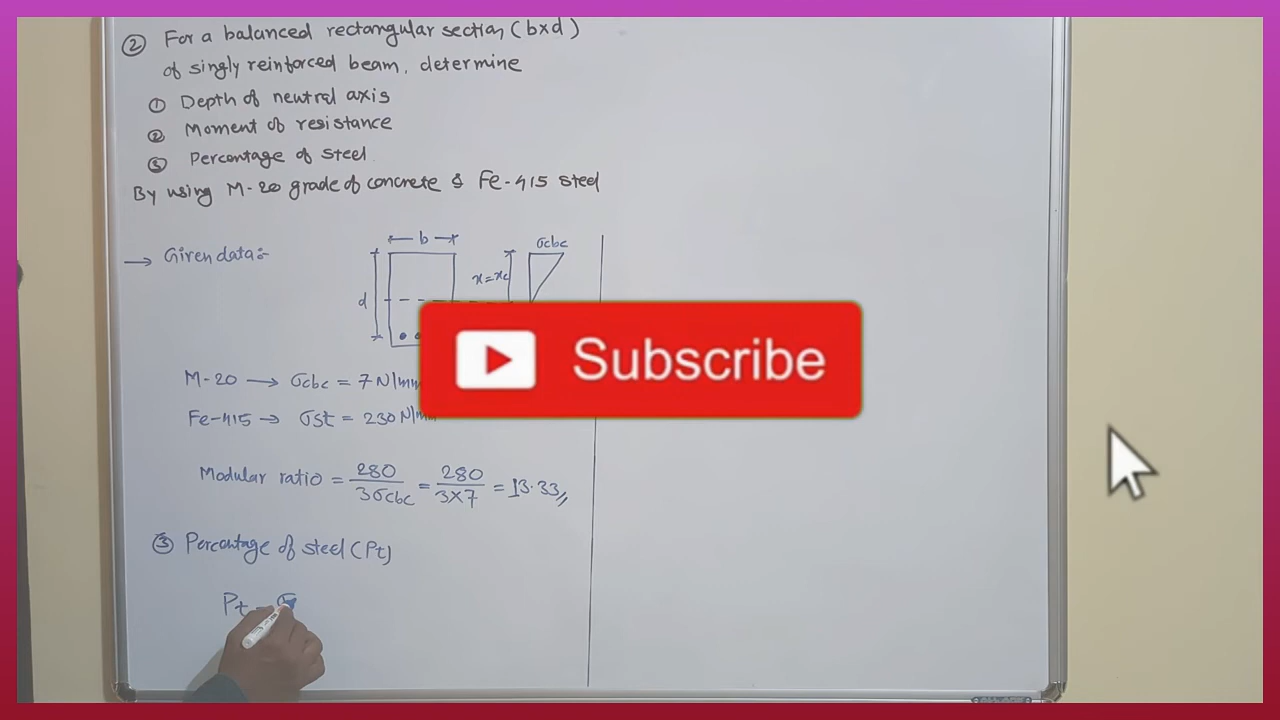 ② For a balanced rectangular section (b×d)
of singly reinforced beam, determine
① Depth of neutral axis
② Moment of resistance
③ Percentage of steel
By using M-20 grade of concrete & Fe-415 steel
→ Given data:-
b
σcbc
d
x=xc
M-20 → σcbc = 7 N/mm
Fe-415 → σst = 230 N/mm
Modular ratio = 280/3σcbc = 280/3×7 = 13.33
③ Percentage of steel (Pt)
Pt =
Subscribe